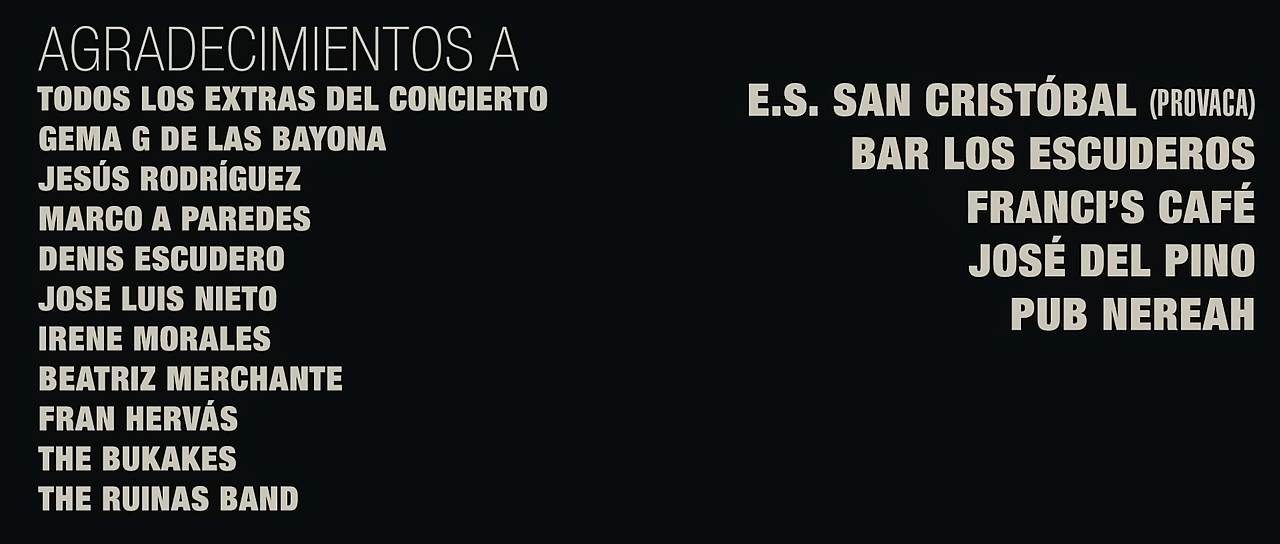 AGRADECIMIENTOS A
TODOS LOS EXTRAS DEL CONCIERTO
GEMA G DE LAS BAYONA
JESÚS RODRÍGUEZ
MARCO A PAREDES
DENIS ESCUDERO
JOSE LUIS NIETO
IRENE MORALES
BEATRIZ MERCHANTE
FRAN HERVÁS
THE BUKAKES
THE RUINAS BAND
E.S. SAN CRISTÓBAL (PROVACA)
BAR LOS ESCUDEROS
FRANCI’S CAFÉ
JOSÉ DEL PINO
PUB NEREAH